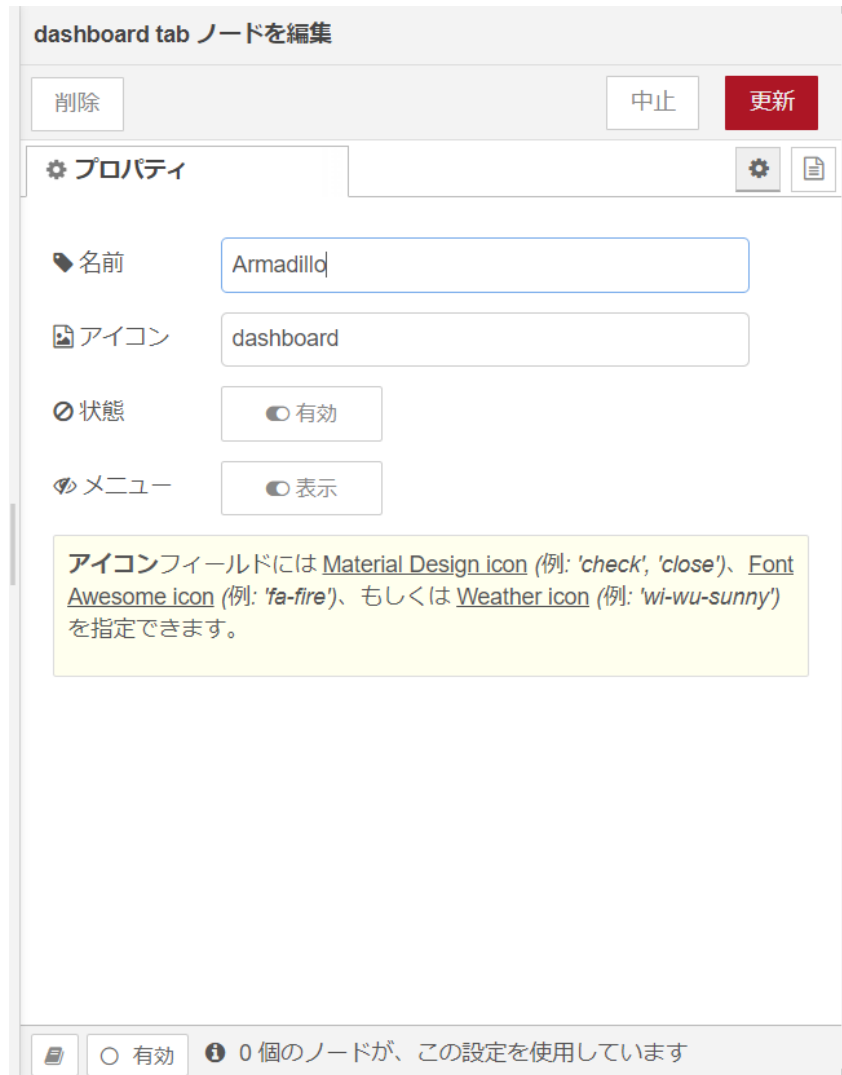 dashboard tab ノードを編集
削除 中止 更新
プロパティ
名前 Armadillo
アイコン dashboard
状態 有効
メニュー 表示
アイコンフィールドには Material Design icon (例: 'check', 'close')、Font
Awesome icon (例: 'fa-fire')、もしくは Weather icon (例: 'wi-wu-sunny')
を指定できます。
有効 0 個のノードが、この設定を使用しています